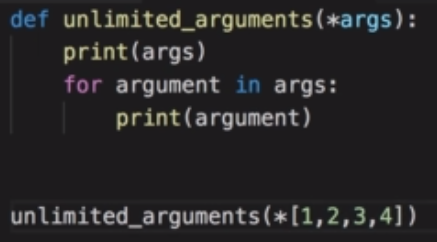 def unlimited_arguments(*args):
    print(args)
    for argument in args:
        print(argument)
unlimited_arguments(*[1,2,3,4])